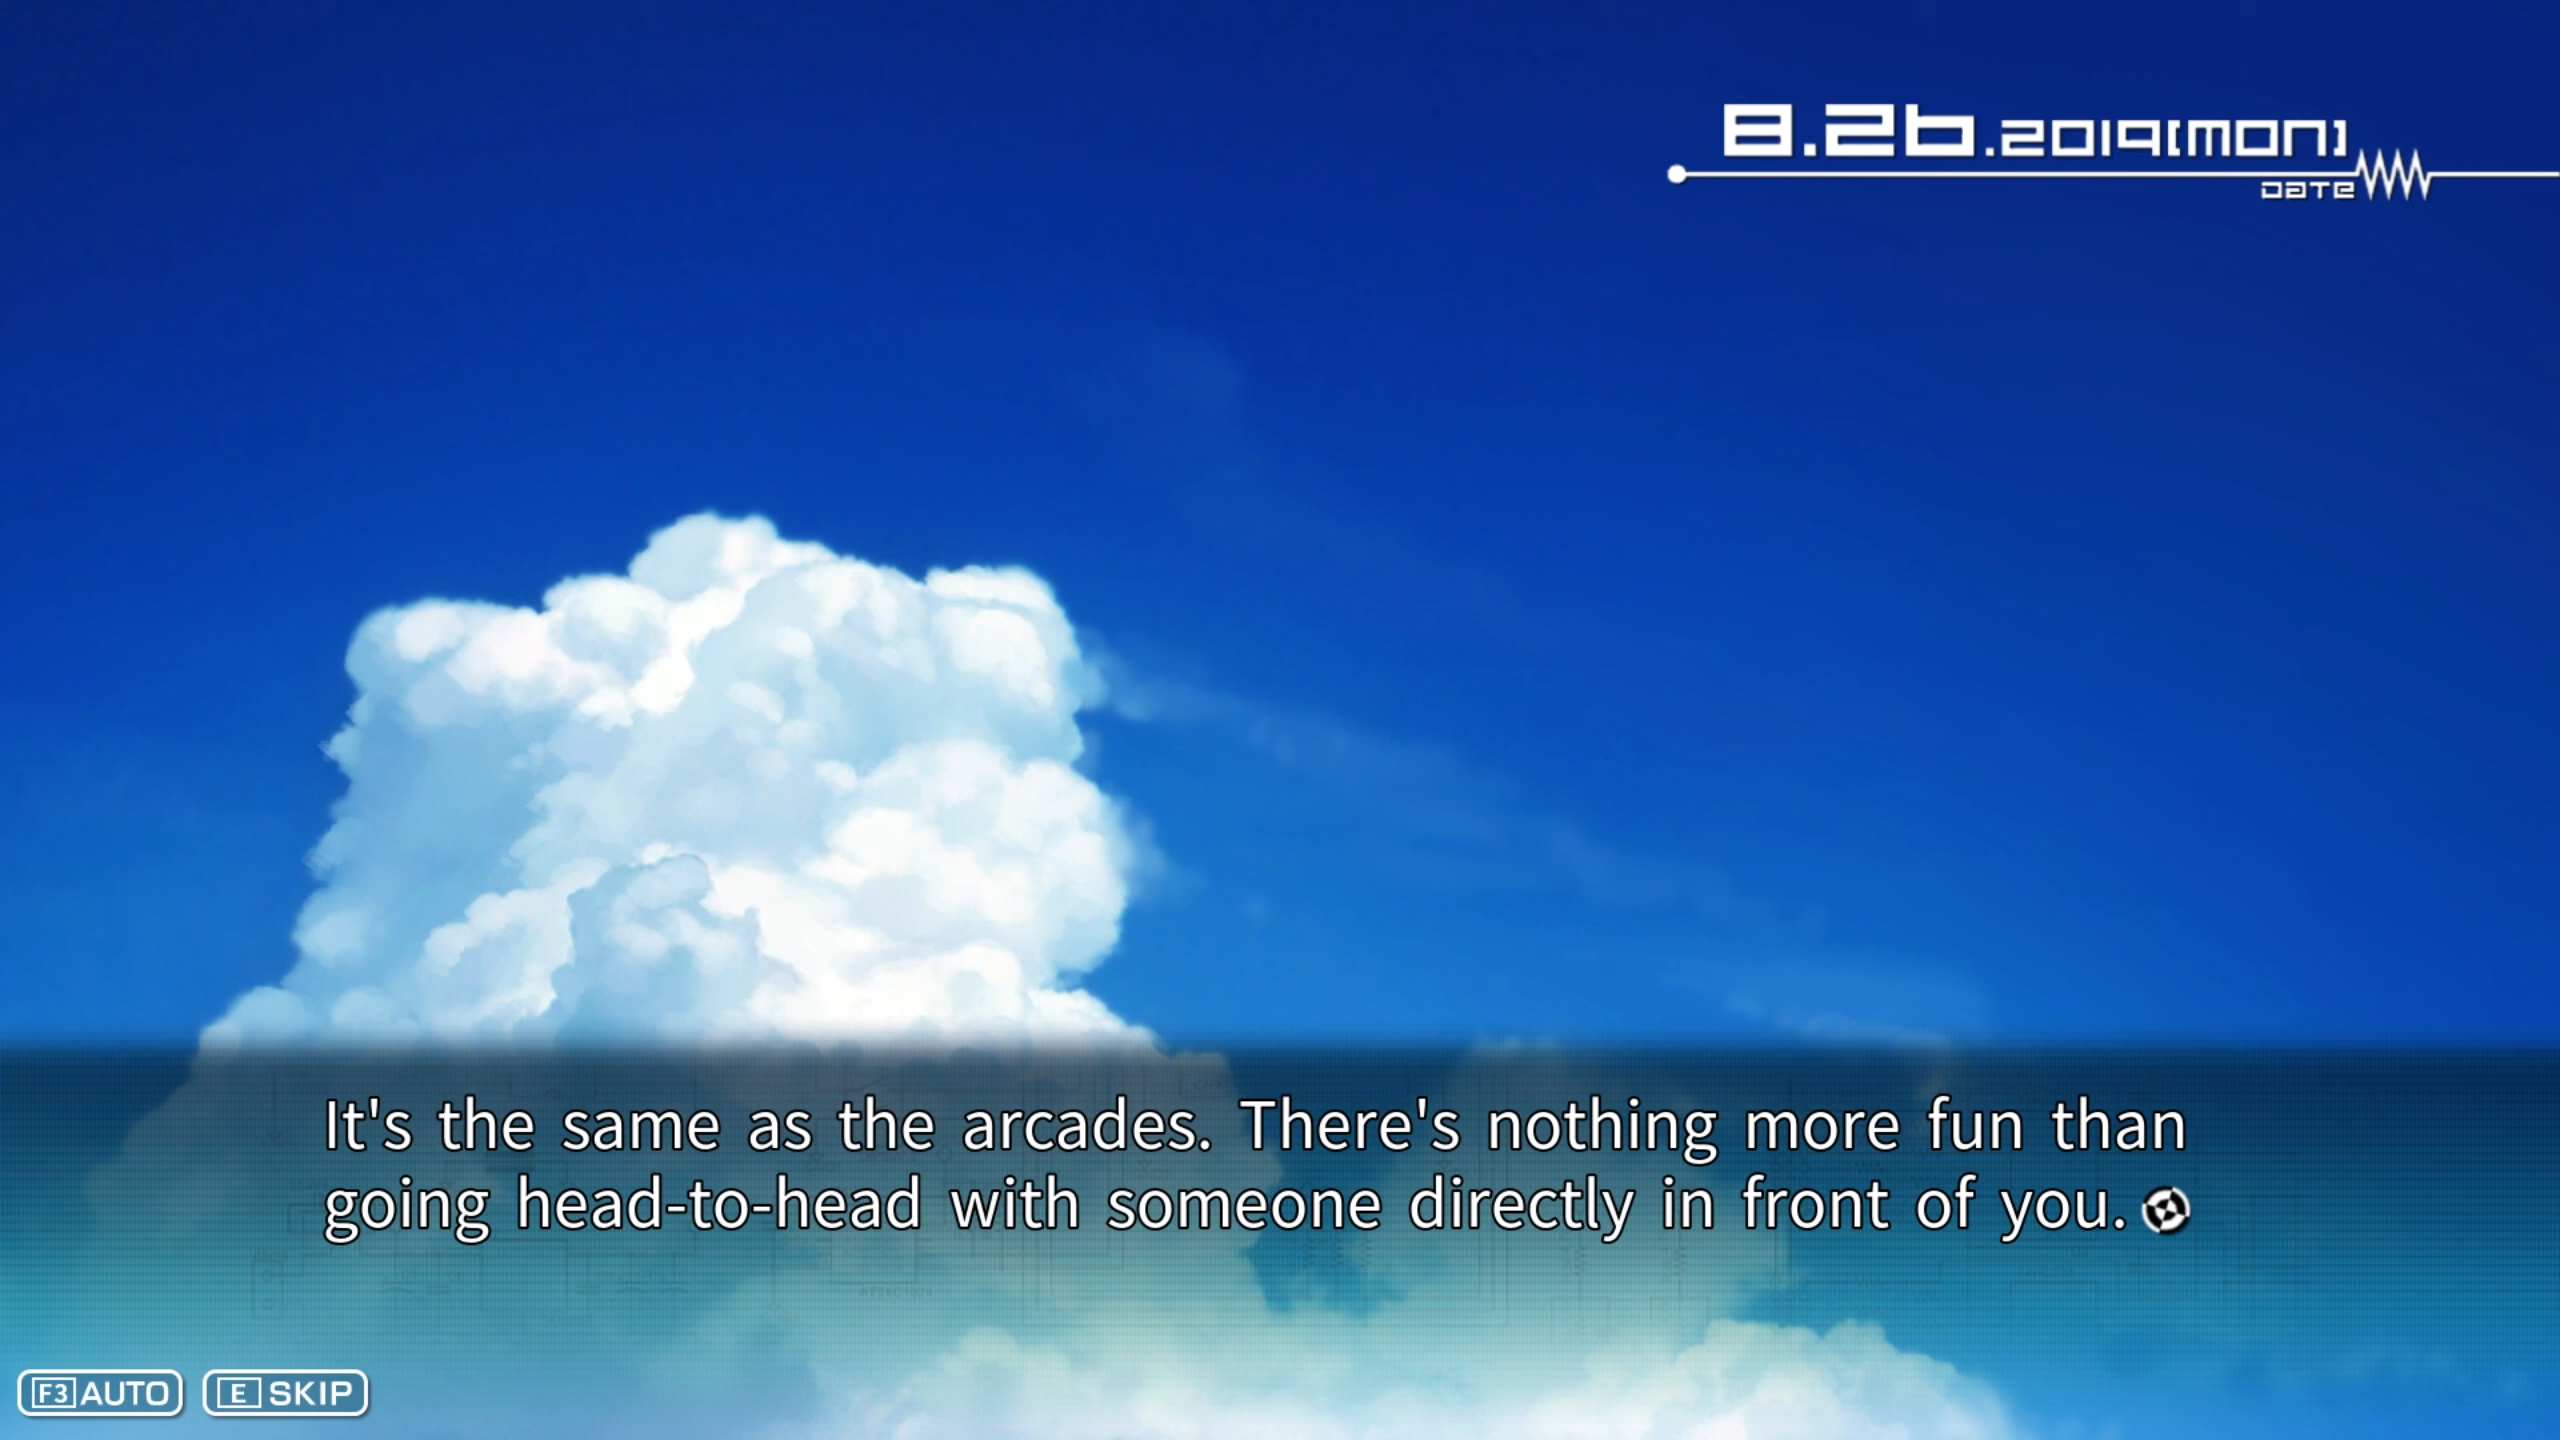 8.26.2019[MON]
DATE
It's the same as the arcades. There's nothing more fun than
going head-to-head with someone directly in front of you.
F3 AUTO E SKIP